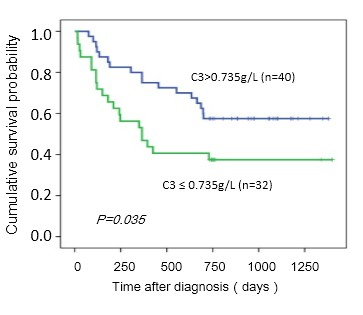 Cumulative survival probability
1.0
0.8
0.6
0.4
0.2
0.0
C3>0.735g/L (n=40)
C3 ≤ 0.735g/L (n=32)
P=0.035
0 250 500 750 1000 1250
Time after diagnosis ( days )